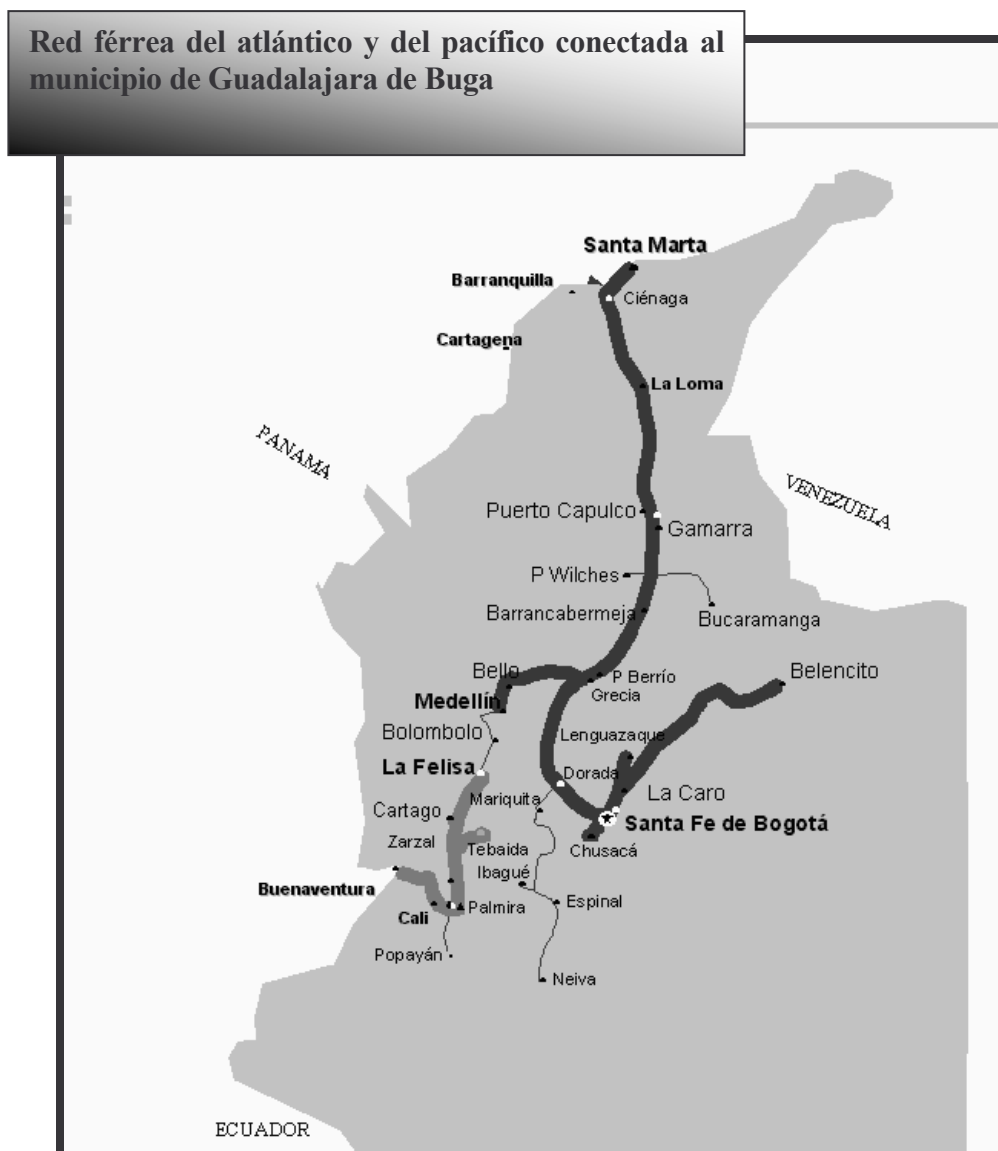 Red férrea del atlántico y del pacífico conectada al
municipio de Guadalajara de Buga
Santa Marta
Barranquilla
Ciénaga
Cartagena
La Loma
PANAMA
VENEZUELA
Puerto Capulco
Gamarra
P Wilches
Barrancabermeja
Bucaramanga
Bello
P Berrío
Grecia
Belencito
Medellín
Bolombolo
Lenguazaque
La Felisa
Dorada
Mariquita
La Caro
Cartago
Santa Fe de Bogotá
Zarzal
Tebaida
Chusacá
Ibagué
Buenaventura
Espinal
Cali
Palmira
Popayán
Neiva
ECUADOR